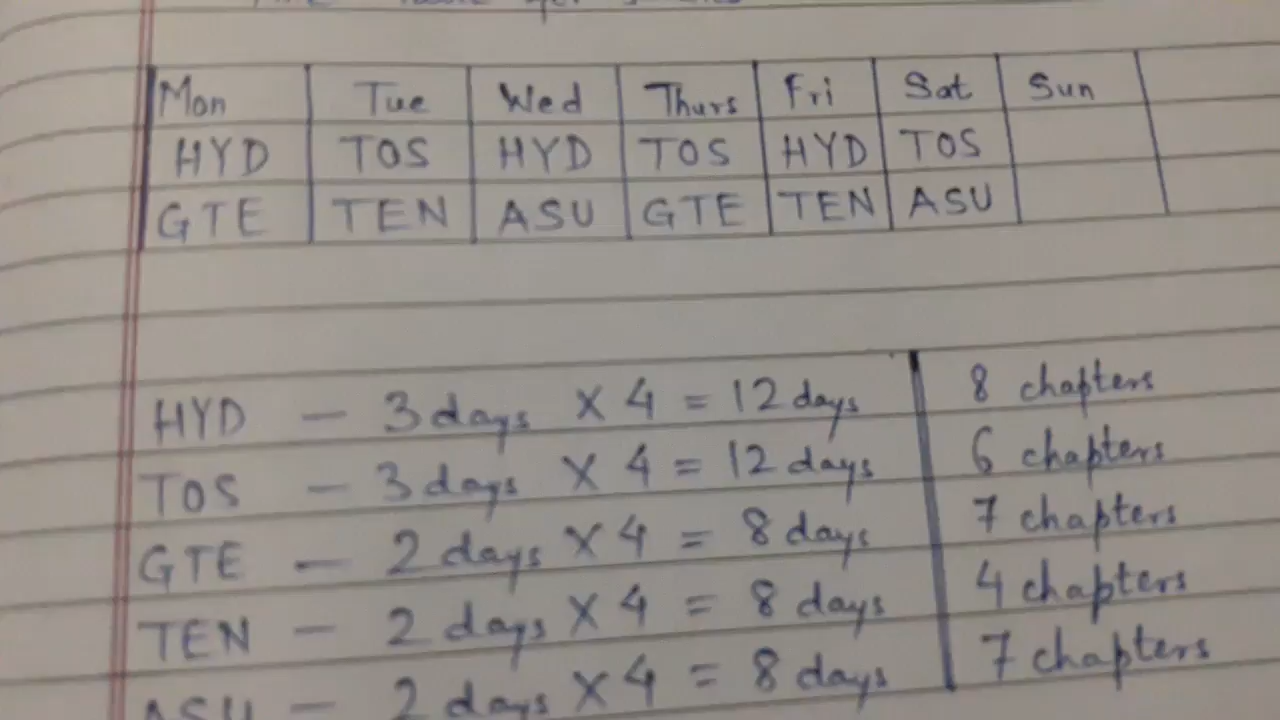 Mon Tue Wed Thurs Fri Sat Sun
HYD TOS HYD TOS HYD TOS
GTE TEN ASU GTE TEN ASU
HYD — 3 days X 4 = 12 days 8 chapters
TOS — 3 days X 4 = 12 days 6 chapters
GTE — 2 days X 4 = 8 days 7 chapters
TEN — 2 days X 4 = 8 days 4 chapters
ASU — 2 days X 4 = 8 days 7 chapters